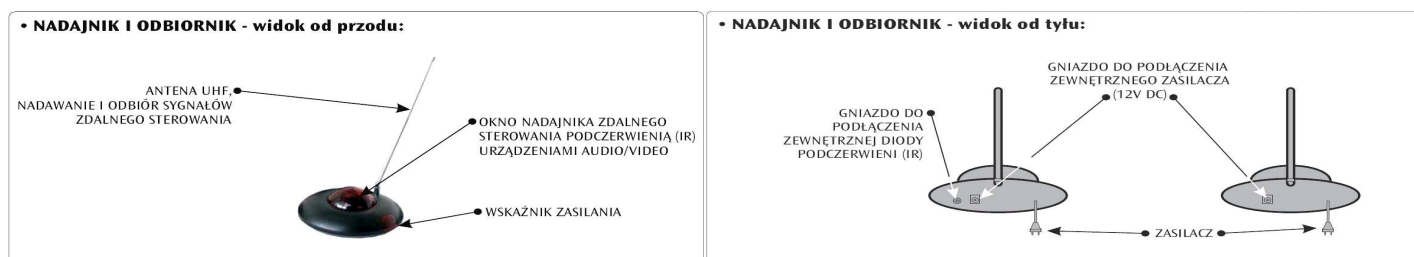 • NADAJNIK I ODBIORNIK - widok od przodu:
ANTENA UHF,
NADAWANIE I ODBIÓR SYGNAŁÓW
ZDALNEGO STEROWANIA
OKNO NADAJNIKA ZDALNEGO
STEROWANIA PODCZERWIENIĄ (IR)
URZĄDZENIAMI AUDIO/VIDEO
WSKAŹNIK ZASILANIA
• NADAJNIK I ODBIORNIK - widok od tyłu:
GNIAZDO DO PODŁĄCZENIA
ZEWNĘTRZNEGO ZASILACZA
(12V DC)
GNIAZDO DO
PODŁĄCZENIA
ZEWNĘTRZNEJ DIODY
PODCZERWIENI (IR)
ZASILACZ